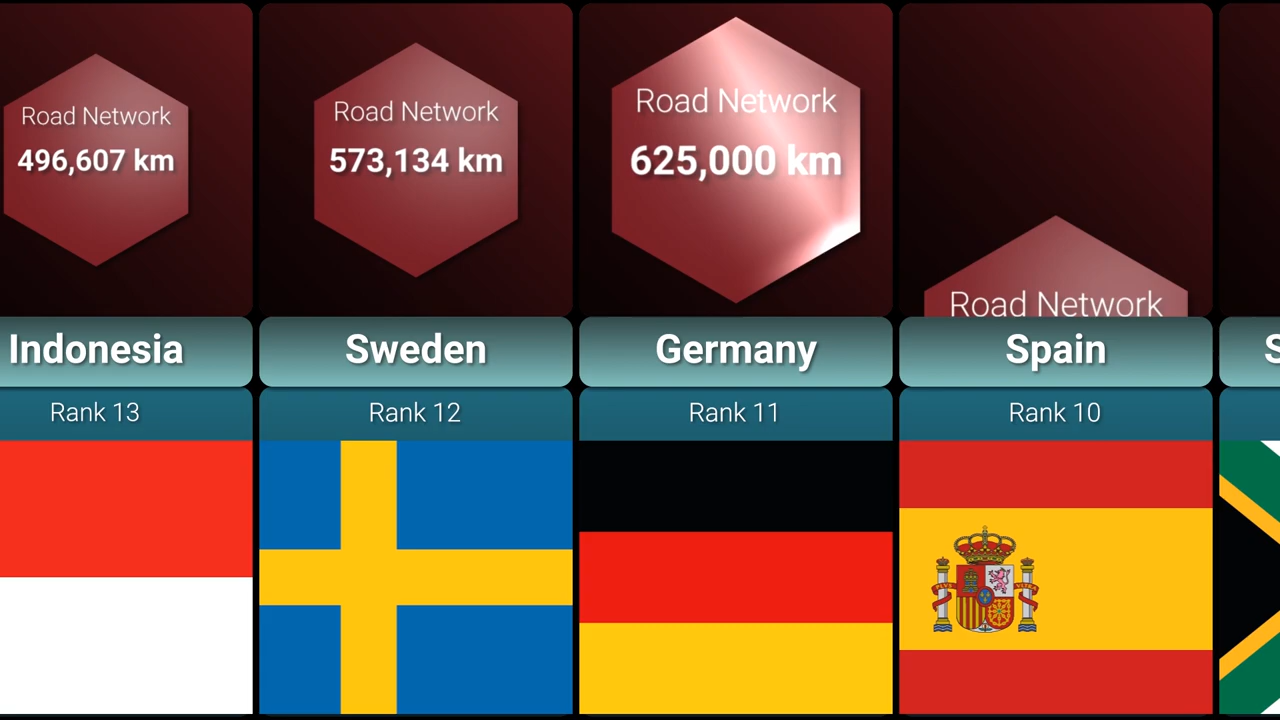 Road Network
496,607 km
Indonesia
Rank 13
Road Network
573,134 km
Sweden
Rank 12
Road Network
625,000 km
Germany
Rank 11
Road Network
Spain
Rank 10
S